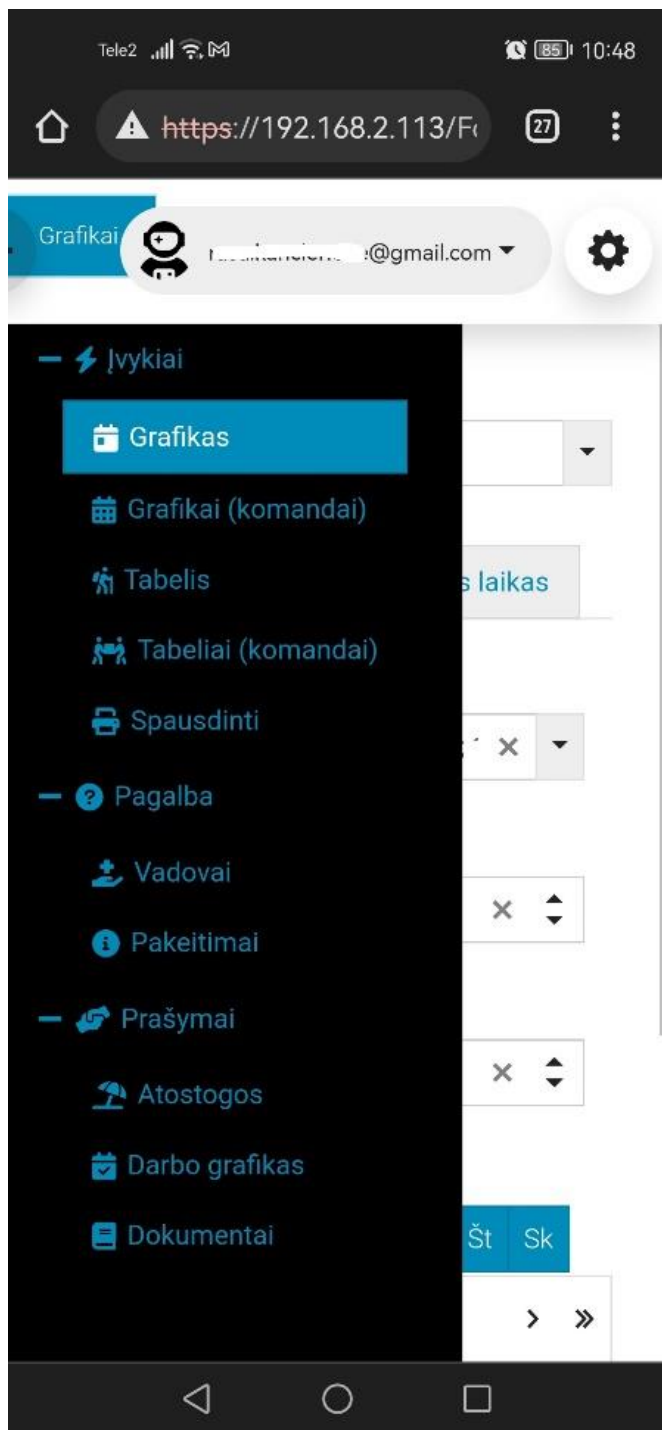 Tele2 85 10:48
https://192.168.2.113/F
27
Grafikai
@gmail.com
Įvykiai
Grafikas
Grafikai (komandai)
Tabelis
s laikas
Tabeliai (komandai)
Spausdinti
Pagalba
Vadovai
Pakeitimai
Prašymai
Atostogos
Darbo grafikas
Dokumentai
Št Sk